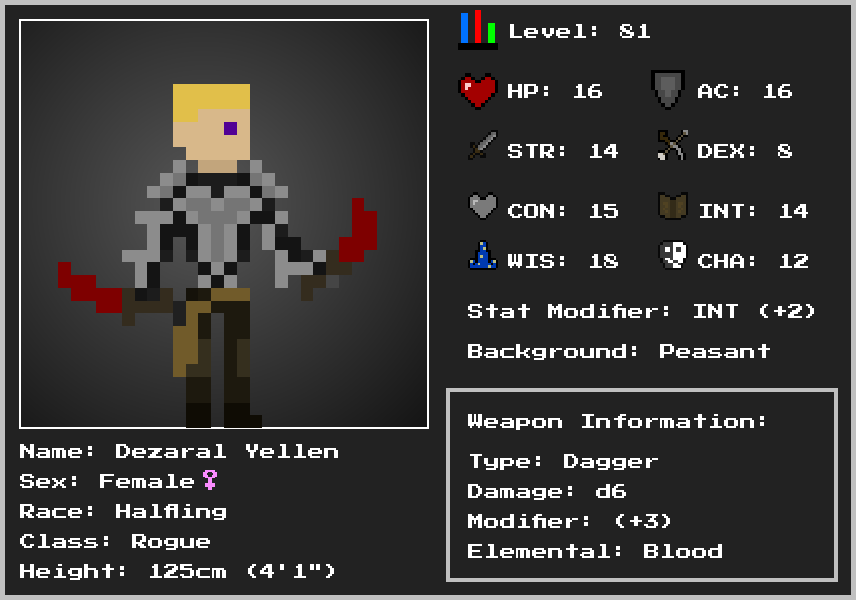 Level: 81
HP: 16
AC: 16
STR: 14
DEX: 8
CON: 15
INT: 14
WIS: 18
CHA: 12
Stat Modifier: INT (+2)
Background: Peasant
Weapon Information:
Type: Dagger
Damage: d6
Modifier: (+3)
Elemental: Blood
Name: Dezaral Yellen
Sex: Female♀
Race: Halfling
Class: Rogue
Height: 125cm (4'1")